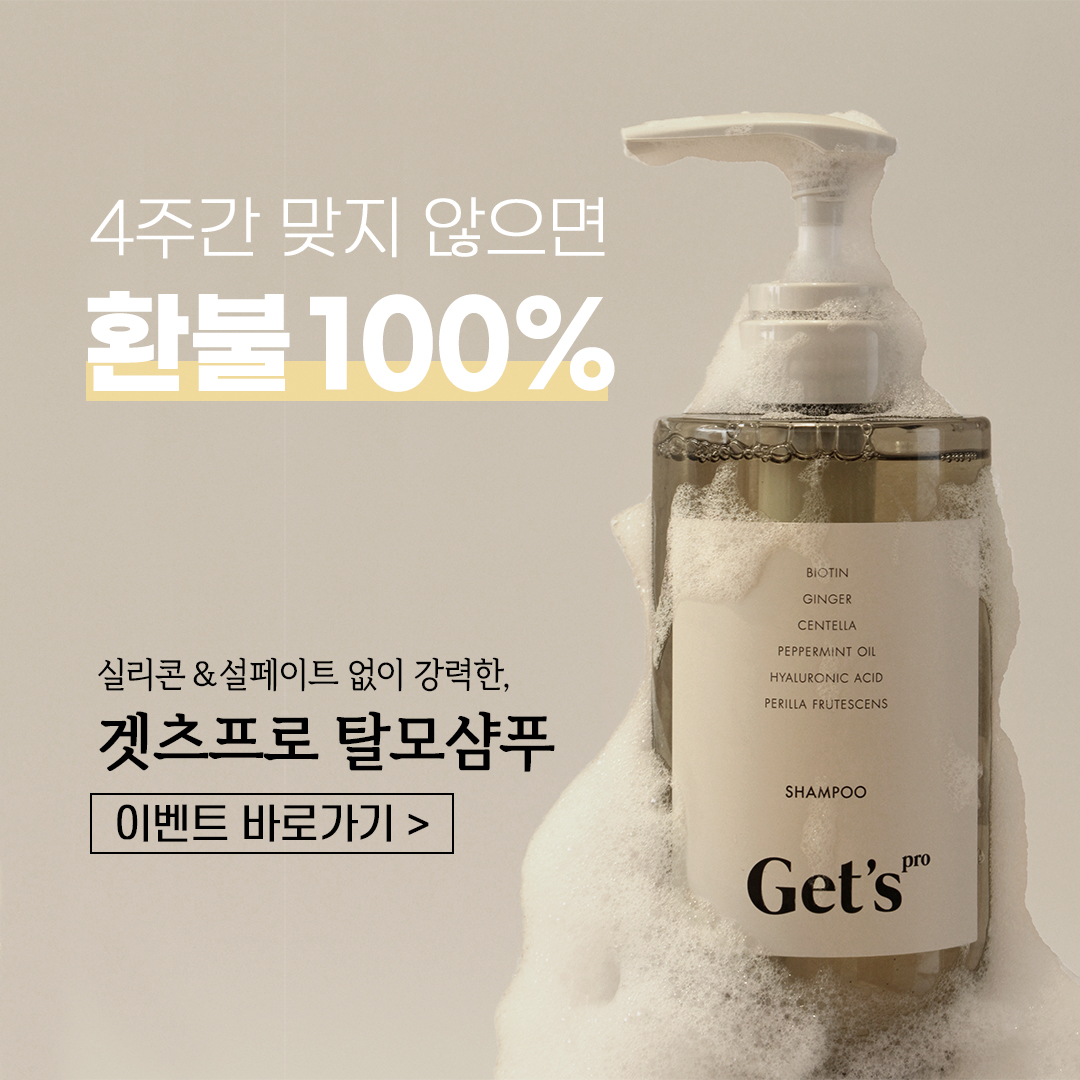 4주간 맞지 않으면
환불 100%
실리콘 & 설페이트 없이 강력한,
겟츠프로 탈모샴푸
이벤트 바로가기 >
BIOTIN
GINGER
CENTELLA
PEPPERMINT OIL
HYALURONIC ACID
PERILLA FRUTESCENS
SHAMPOO
Get's pro